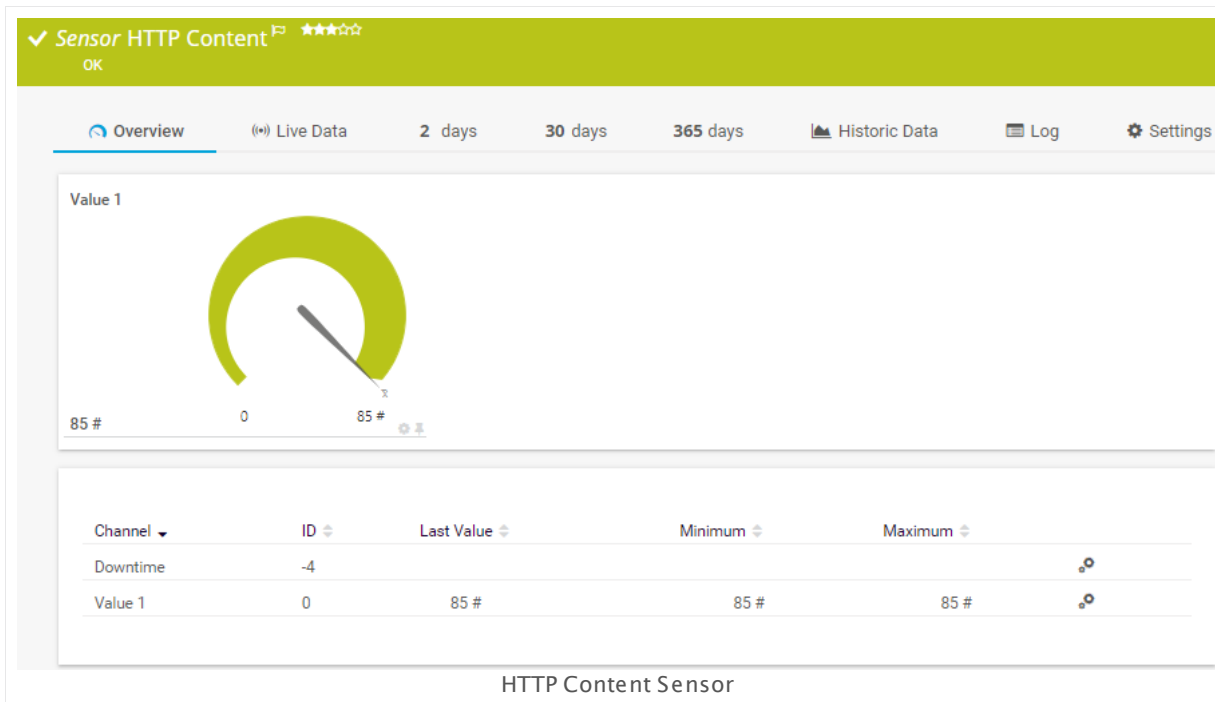 Sensor HTTP Content
OK
Overview Live Data 2 days 30 days 365 days Historic Data Log Settings
Value 1
85 #
0 85 #
Channel ID Last Value Minimum Maximum
Downtime -4
Value 1 0 85 # 85 # 85 #
HTTP Content Sensor